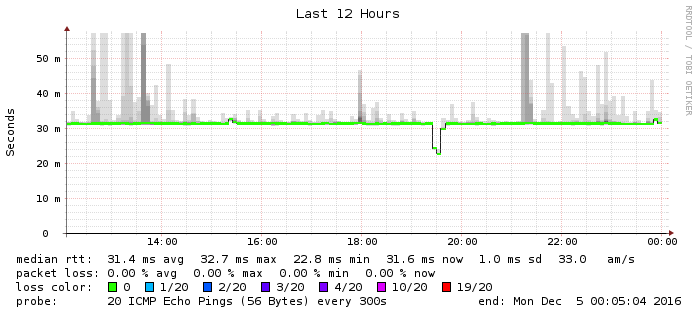 Last 12 Hours
RRDTOOL / TOBI OETIKER
Seconds
50 m
40 m
30 m
20 m
10 m
0
14:00 16:00 18:00 20:00 22:00 00:00
median rtt: 31.4 ms avg 32.7 ms max 22.8 ms min 31.6 ms now 1.0 ms sd 33.0 am/s
packet loss: 0.00 % avg 0.00 % max 0.00 % min 0.00 % now
loss color: 0 1/20 2/20 3/20 4/20 10/20 19/20
probe: 20 ICMP Echo Pings (56 Bytes) every 300s end: Mon Dec 5 00:05:04 2016